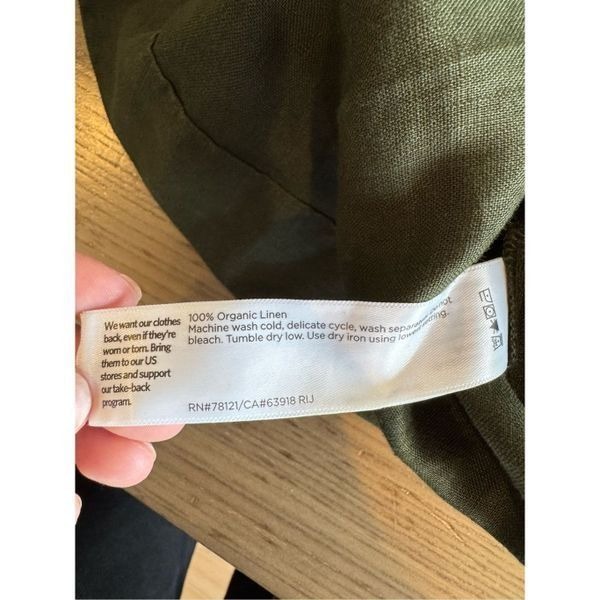 We want our clothes
back, even if they're
worn or torn. Bring
them to our US
stores and support
our take-back
program.
100% Organic Linen
Machine wash cold, delicate cycle, wash separately. Do not
bleach. Tumble dry low. Use dry iron using lowest setting.
RN#78121/CA#63918 RIJ